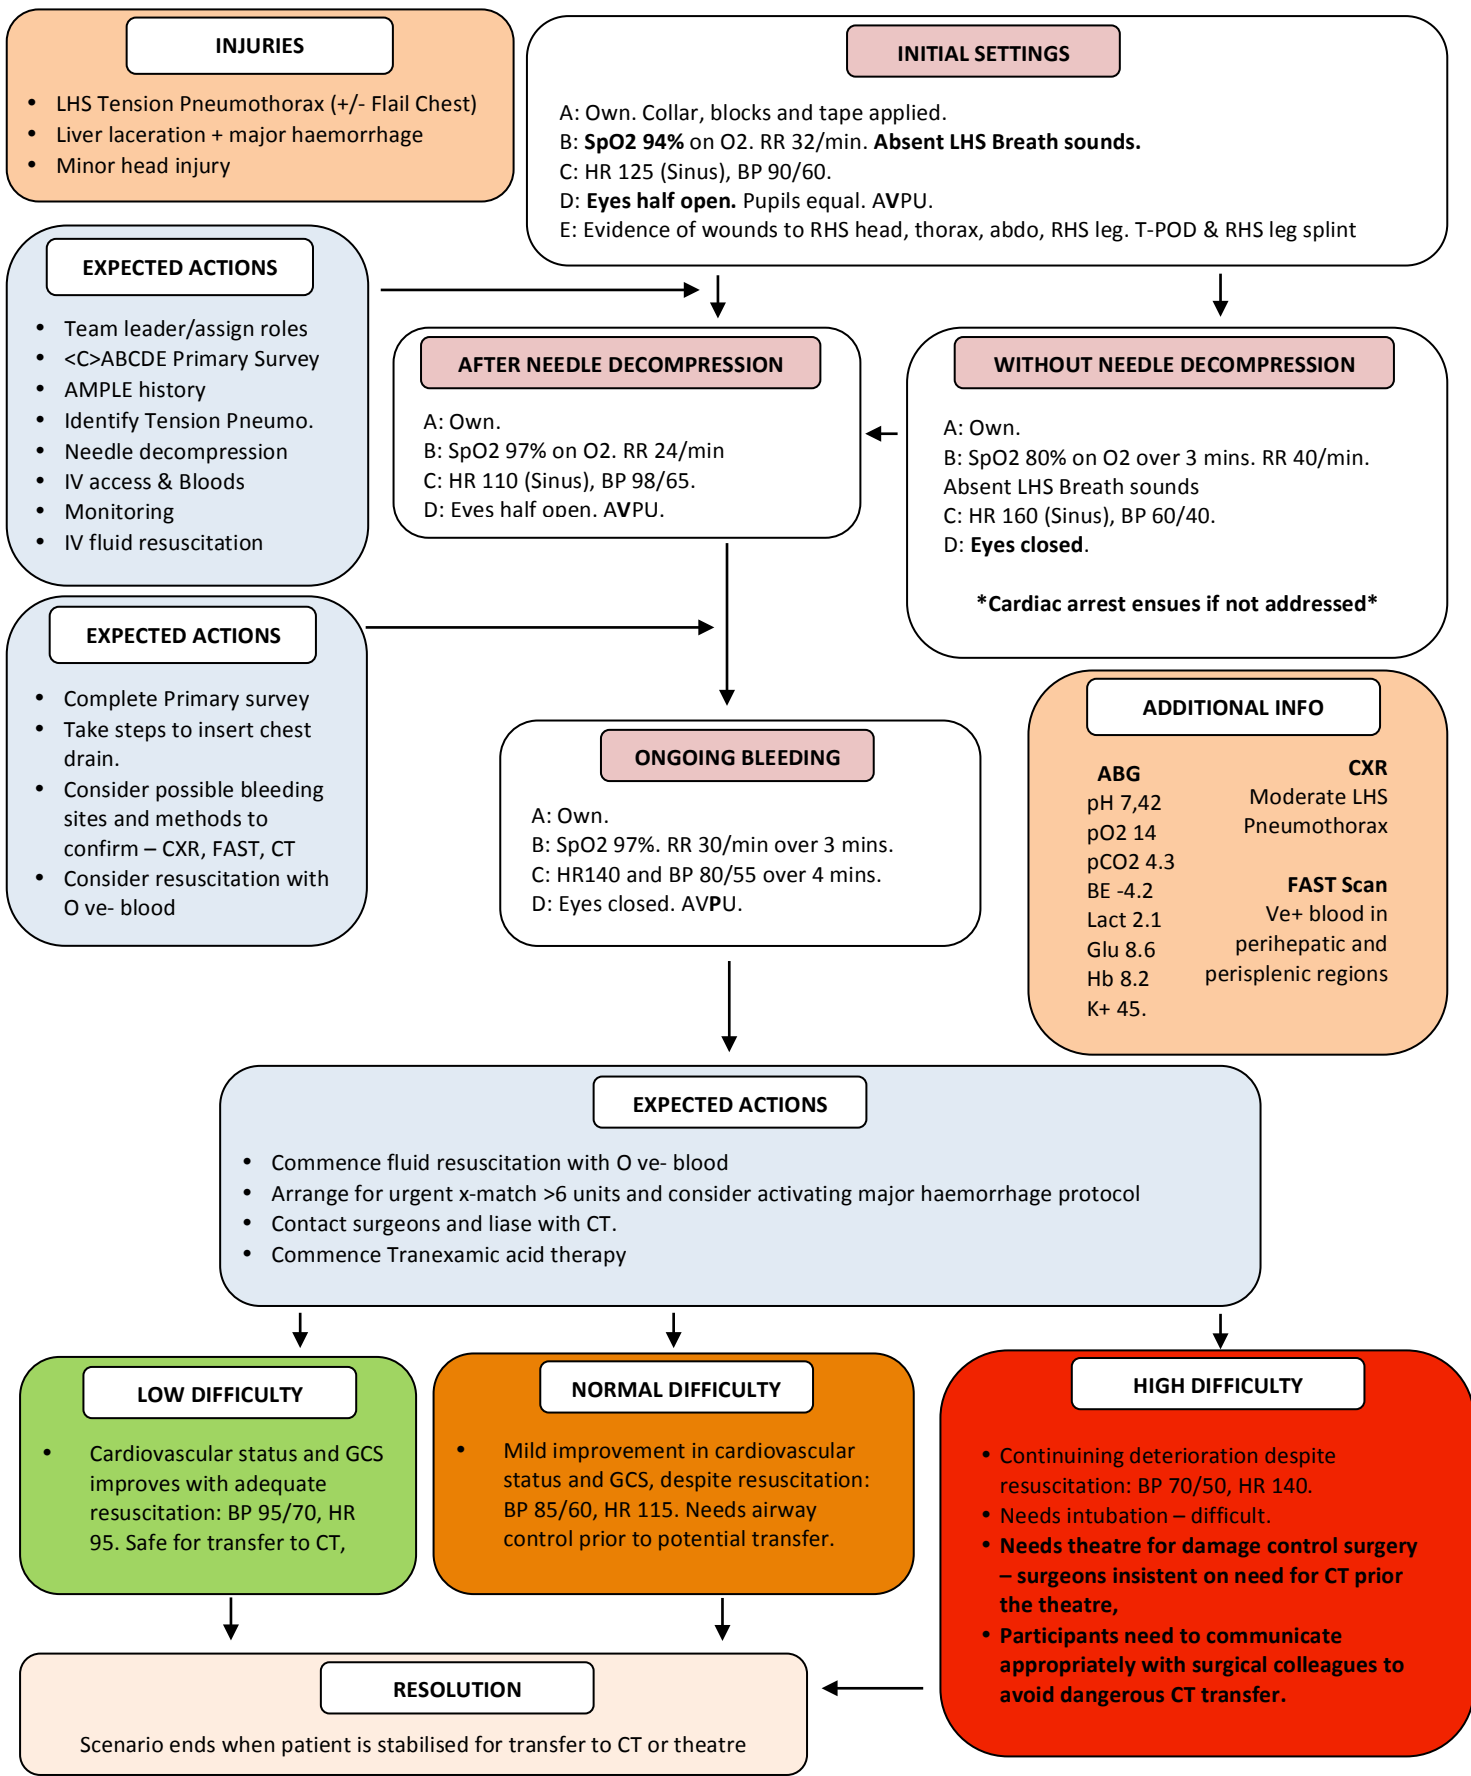 INJURIES
• LHS Tension Pneumothorax (+/- Flail Chest)
• Liver laceration + major haemorrhage
• Minor head injury
INITIAL SETTINGS
A: Own. Collar, blocks and tape applied.
B: SpO2 94% on O2. RR 32/min. Absent LHS Breath sounds.
C: HR 125 (Sinus), BP 90/60.
D: Eyes half open. Pupils equal. AVPU.
E: Evidence of wounds to RHS head, thorax, abdo, RHS leg. T-POD & RHS leg splint
EXPECTED ACTIONS
• Team leader/assign roles
• <C>ABCDE Primary Survey
• AMPLE history
• Identify Tension Pneumo.
• Needle decompression
• IV access & Bloods
• Monitoring
• IV fluid resuscitation
AFTER NEEDLE DECOMPRESSION
A: Own.
B: SpO2 97% on O2. RR 24/min
C: HR 110 (Sinus), BP 98/65.
D: Eyes half open. AVPU.
WITHOUT NEEDLE DECOMPRESSION
A: Own.
B: SpO2 80% on O2 over 3 mins. RR 40/min.
Absent LHS Breath sounds
C: HR 160 (Sinus), BP 60/40.
D: Eyes closed.
*Cardiac arrest ensues if not addressed*
EXPECTED ACTIONS
• Complete Primary survey
• Take steps to insert chest
drain.
• Consider possible bleeding
sites and methods to
confirm – CXR, FAST, CT
• Consider resuscitation with
O ve- blood
ONGOING BLEEDING
A: Own.
B: SpO2 97%. RR 30/min over 3 mins.
C: HR140 and BP 80/55 over 4 mins.
D: Eyes closed. AVPU.
ADDITIONAL INFO
ABG
pH 7,42
pO2 14
pCO2 4.3
BE -4.2
Lact 2.1
Glu 8.6
Hb 8.2
K+ 45.
CXR
Moderate LHS
Pneumothorax
FAST Scan
Ve+ blood in
perihepatic and
perisplenic regions
EXPECTED ACTIONS
• Commence fluid resuscitation with O ve- blood
• Arrange for urgent x-match >6 units and consider activating major haemorrhage protocol
• Contact surgeons and liase with CT.
• Commence Tranexamic acid therapy
LOW DIFFICULTY
• Cardiovascular status and GCS
improves with adequate
resuscitation: BP 95/70, HR
95. Safe for transfer to CT,
NORMAL DIFFICULTY
• Mild improvement in cardiovascular
status and GCS, despite resuscitation:
BP 85/60, HR 115. Needs airway
control prior to potential transfer.
HIGH DIFFICULTY
• Continuining deterioration despite
resuscitation: BP 70/50, HR 140.
• Needs intubation – difficult.
• Needs theatre for damage control surgery
– surgeons insistent on need for CT prior
the theatre,
• Participants need to communicate
appropriately with surgical colleagues to
avoid dangerous CT transfer.
RESOLUTION
Scenario ends when patient is stabilised for transfer to CT or theatre